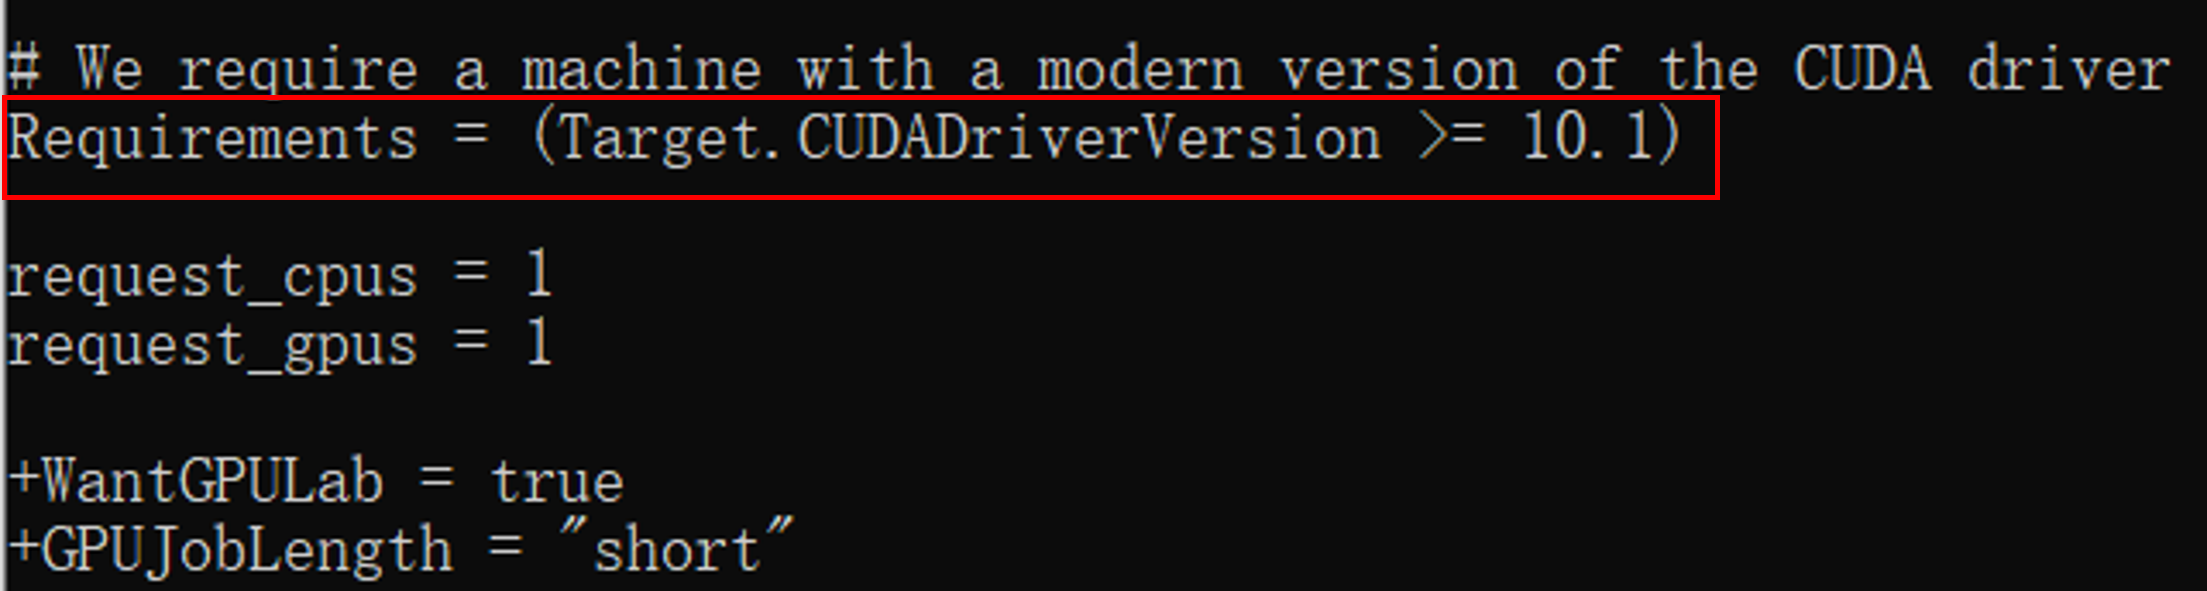 # We require a machine with a modern version of the CUDA driver
Requirements = (Target.CUDADriverVersion >= 10.1)
request_cpus = 1
request_gpus = 1
+WantGPULab = true
+GPUJobLength = "short"